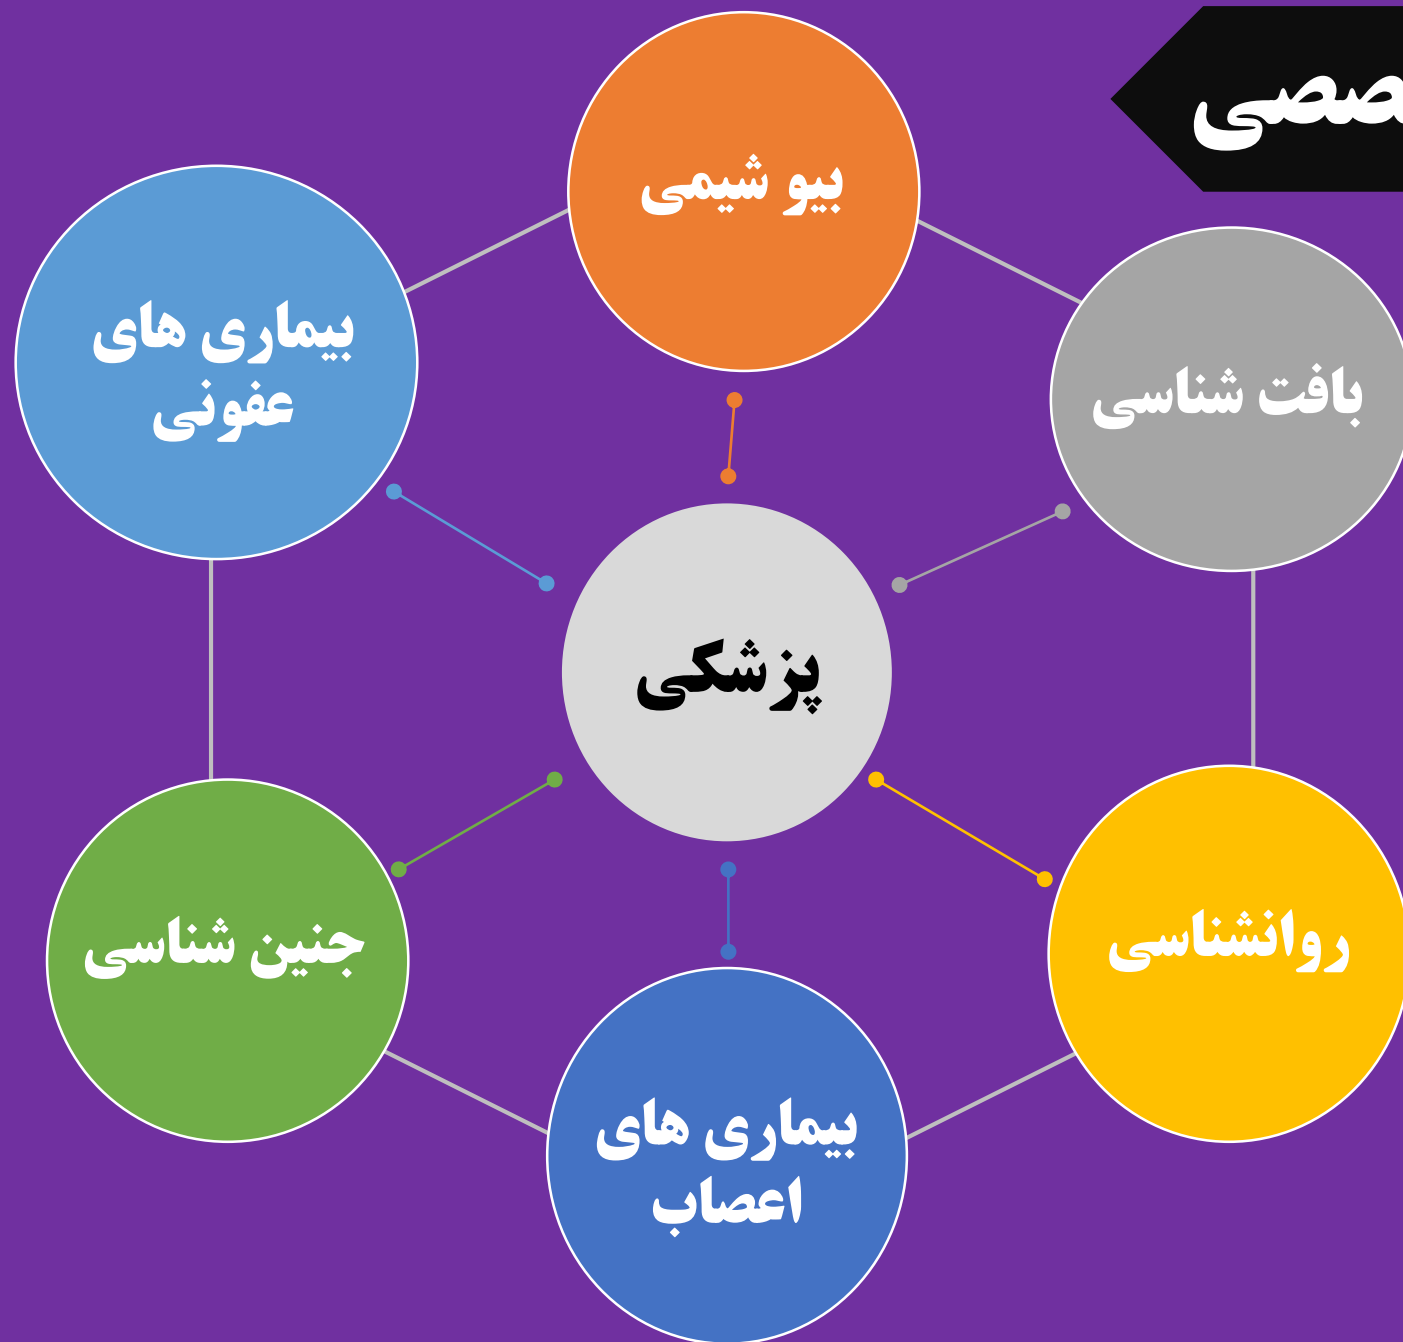 بیو شیمی
بافت شناسی
بیماری های
عفونی
پزشکی
روانشناسی
جنین شناسی
بیماری های
اعصاب